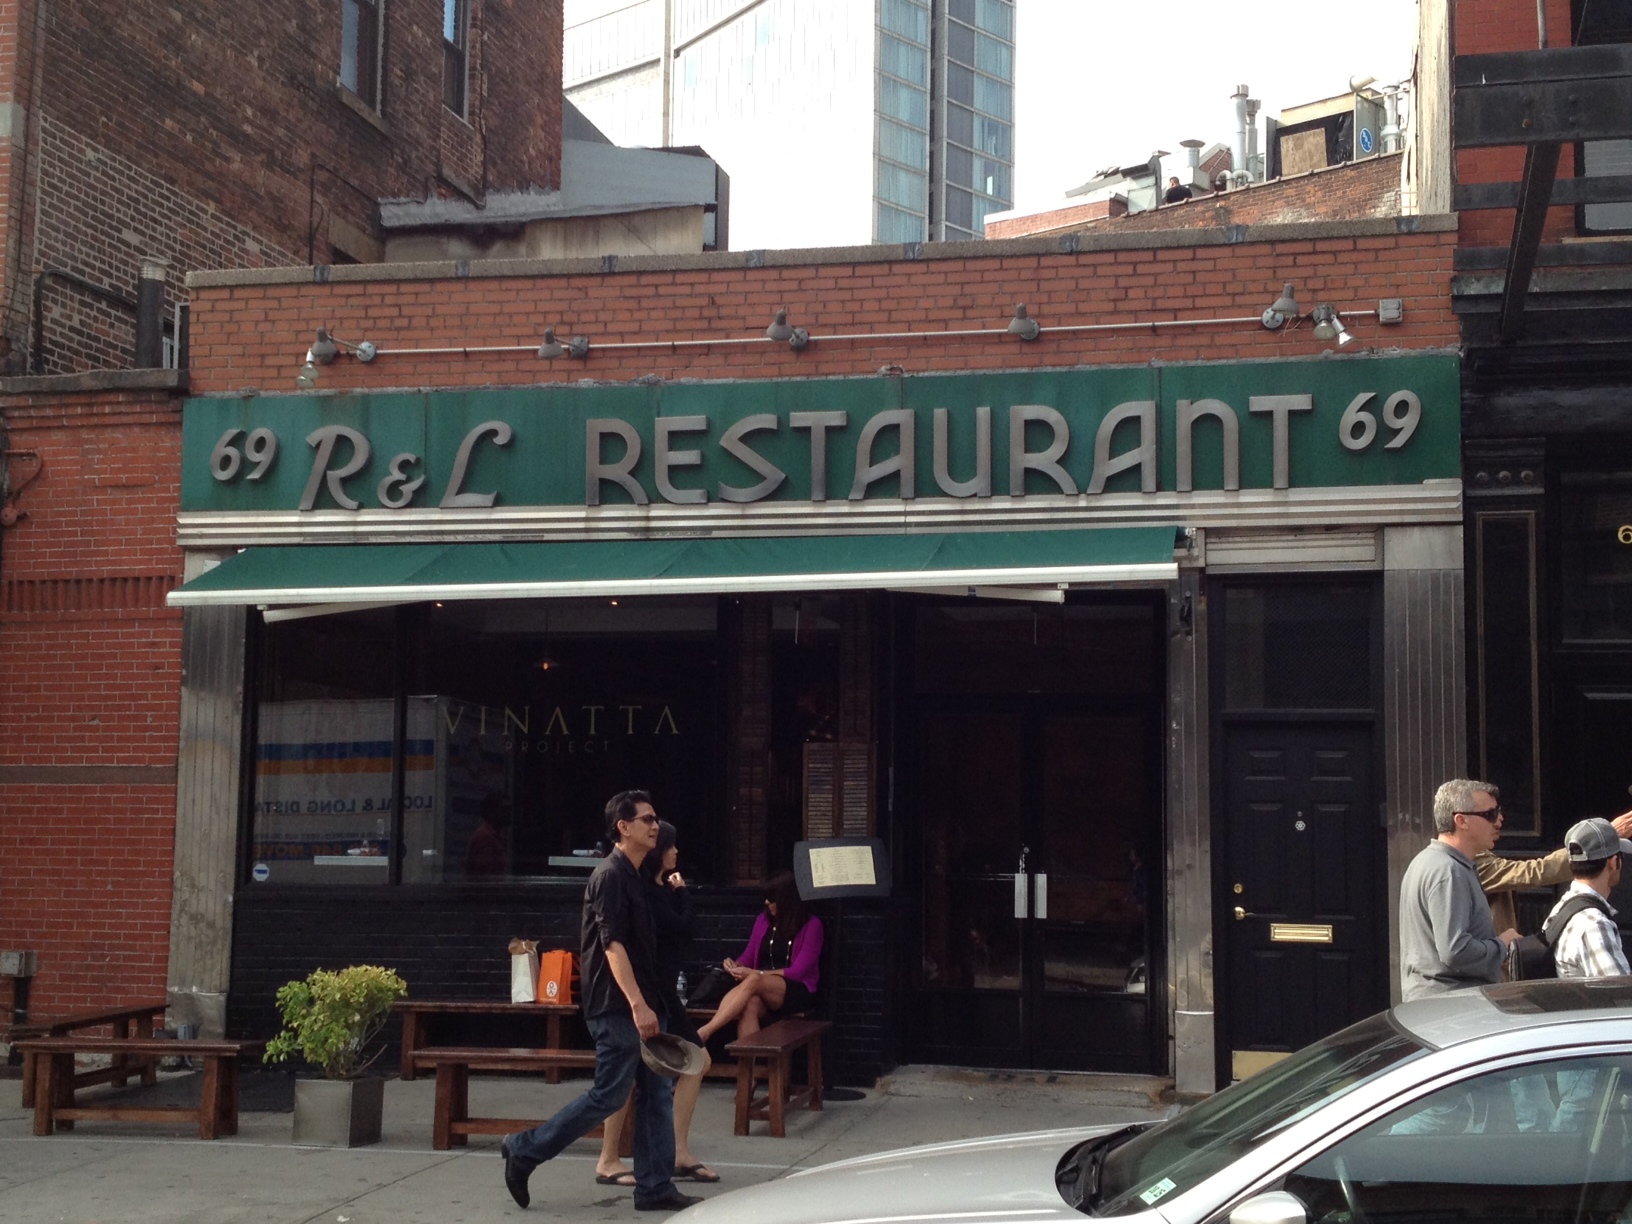 69 R & L RESTAURANT 69
VINATTA
PROJECT
LOCAL & LONG DISTA